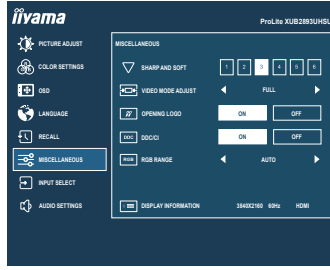 iiyama
ProLite XUB2893UHSU
PICTURE ADJUST
COLOR SETTINGS
OSD
LANGUAGE
RECALL
MISCELLANEOUS
INPUT SELECT
AUDIO SETTINGS
MISCELLANEOUS
SHARP AND SOFT 1 2 3 4 5 6
VIDEO MODE ADJUST FULL
OPENING LOGO ON OFF
DDC DDC/CI ON OFF
RGB RGB RANGE AUTO
DISPLAY INFORMATION 3840X2160 60Hz HDMI